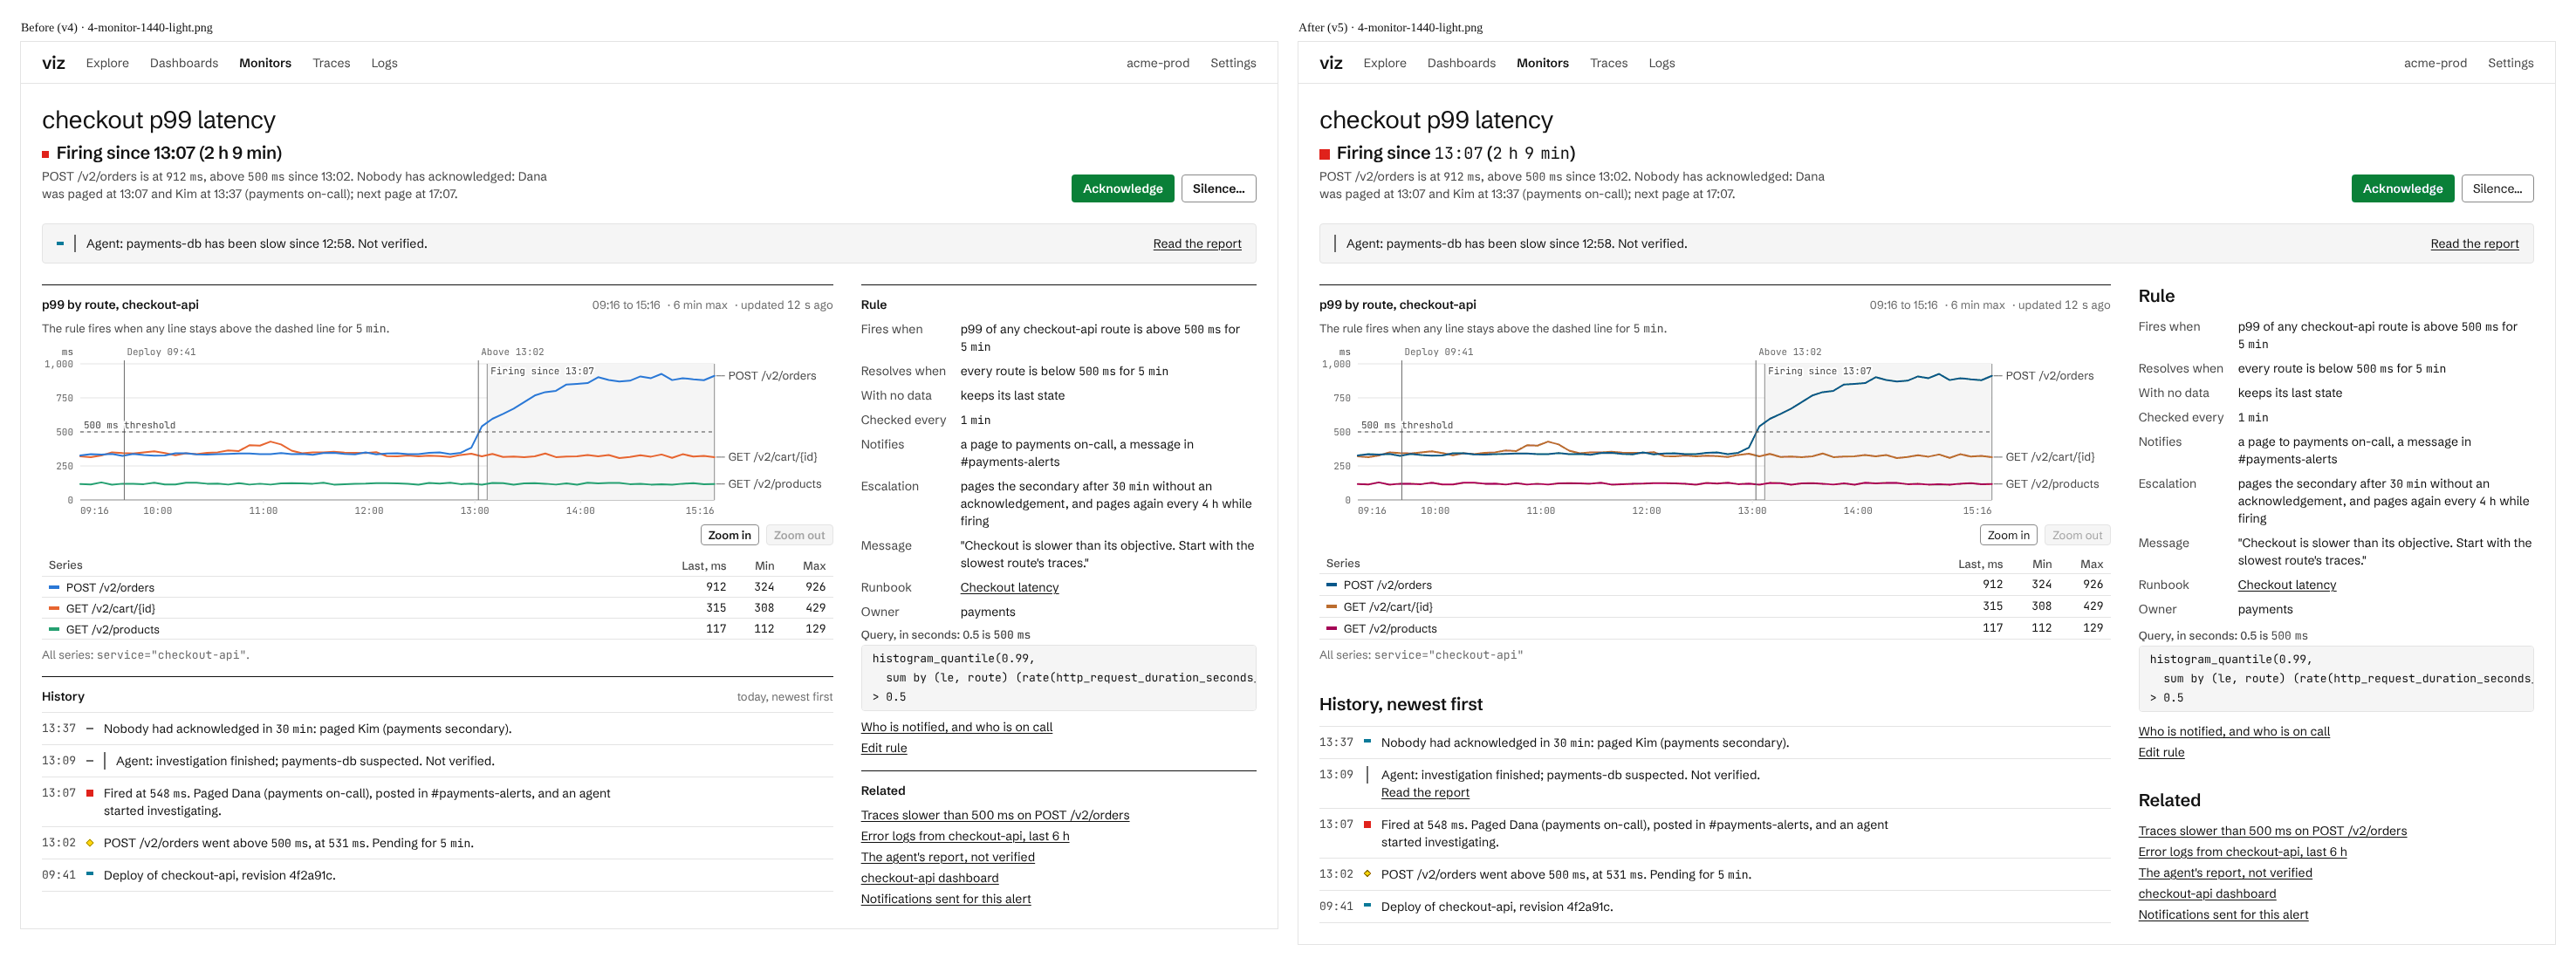 Before (v4) · 4-monitor-1440-light.png
viz Explore Dashboards Monitors Traces Logs acme-prod Settings
checkout p99 latency
Firing since 13:07 (2 h 9 min)
POST /v2/orders is at 912 ms, above 500 ms since 13:02. Nobody has acknowledged: Dana
was paged at 13:07 and Kim at 13:37 (payments on-call); next page at 17:07.
Acknowledge Silence...
Agent: payments-db has been slow since 12:58. Not verified. Read the report
p99 by route, checkout-api 09:16 to 15:16 · 6 min max · updated 12 s ago
The rule fires when any line stays above the dashed line for 5 min.
ms Deploy 09:41 Above 13:02
1,000
Firing since 13:07
POST /v2/orders
750
500 ms threshold
500
GET /v2/cart/{id}
250
GET /v2/products
0
09:16 10:00 11:00 12:00 13:00 14:00 15:16
Zoom in Zoom out
Series Last, ms Min Max
POST /v2/orders 912 324 926
GET /v2/cart/{id} 315 308 429
GET /v2/products 117 112 129
All series: service="checkout-api".
History today, newest first
13:37 Nobody had acknowledged in 30 min: paged Kim (payments secondary).
13:09 Agent: investigation finished; payments-db suspected. Not verified.
13:07 Fired at 548 ms. Paged Dana (payments on-call), posted in #payments-alerts, and an agent
started investigating.
13:02 POST /v2/orders went above 500 ms, at 531 ms. Pending for 5 min.
09:41 Deploy of checkout-api, revision 4f2a91c.
Rule
Fires when p99 of any checkout-api route is above 500 ms for
5 min
Resolves when every route is below 500 ms for 5 min
With no data keeps its last state
Checked every 1 min
Notifies a page to payments on-call, a message in
#payments-alerts
Escalation pages the secondary after 30 min without an
acknowledgement, and pages again every 4 h while
firing
Message "Checkout is slower than its objective. Start with the
slowest route's traces."
Runbook Checkout latency
Owner payments
Query, in seconds: 0.5 is 500 ms
histogram_quantile(0.99,
sum by (le, route) (rate(http_request_duration_seconds_
> 0.5
Who is notified, and who is on call
Edit rule
Related
Traces slower than 500 ms on POST /v2/orders
Error logs from checkout-api, last 6 h
The agent's report, not verified
checkout-api dashboard
Notifications sent for this alert
After (v5) · 4-monitor-1440-light.png
viz Explore Dashboards Monitors Traces Logs acme-prod Settings
checkout p99 latency
Firing since 13:07 (2 h 9 min)
POST /v2/orders is at 912 ms, above 500 ms since 13:02. Nobody has acknowledged: Dana
was paged at 13:07 and Kim at 13:37 (payments on-call); next page at 17:07.
Acknowledge Silence...
Agent: payments-db has been slow since 12:58. Not verified. Read the report
p99 by route, checkout-api 09:16 to 15:16 · 6 min max · updated 12 s ago
The rule fires when any line stays above the dashed line for 5 min.
ms Deploy 09:41 Above 13:02
1,000
Firing since 13:07
POST /v2/orders
750
500 ms threshold
500
GET /v2/cart/{id}
250
GET /v2/products
0
09:16 10:00 11:00 12:00 13:00 14:00 15:16
Zoom in Zoom out
Series Last, ms Min Max
POST /v2/orders 912 324 926
GET /v2/cart/{id} 315 308 429
GET /v2/products 117 112 129
All series: service="checkout-api"
History, newest first
13:37 Nobody had acknowledged in 30 min: paged Kim (payments secondary).
13:09 Agent: investigation finished; payments-db suspected. Not verified.
Read the report
13:07 Fired at 548 ms. Paged Dana (payments on-call), posted in #payments-alerts, and an agent
started investigating.
13:02 POST /v2/orders went above 500 ms, at 531 ms. Pending for 5 min.
09:41 Deploy of checkout-api, revision 4f2a91c.
Rule
Fires when p99 of any checkout-api route is above 500 ms for
5 min
Resolves when every route is below 500 ms for 5 min
With no data keeps its last state
Checked every 1 min
Notifies a page to payments on-call, a message in
#payments-alerts
Escalation pages the secondary after 30 min without an
acknowledgement, and pages again every 4 h while
firing
Message "Checkout is slower than its objective. Start with the
slowest route's traces."
Runbook Checkout latency
Owner payments
Query, in seconds: 0.5 is 500 ms
histogram_quantile(0.99,
sum by (le, route) (rate(http_request_duration_seconds_
> 0.5
Who is notified, and who is on call
Edit rule
Related
Traces slower than 500 ms on POST /v2/orders
Error logs from checkout-api, last 6 h
The agent's report, not verified
checkout-api dashboard
Notifications sent for this alert